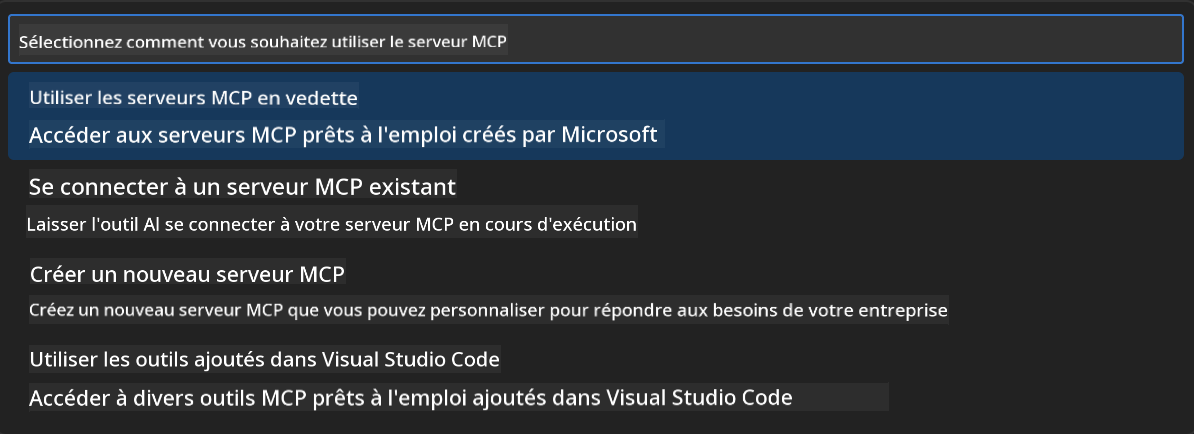 Sélectionnez comment vous souhaitez utiliser le serveur MCP
Utiliser les serveurs MCP en vedette
Accéder aux serveurs MCP prêts à l'emploi créés par Microsoft
Se connecter à un serveur MCP existant
Laisser l'outil Al se connecter à votre serveur MCP en cours d'exécution
Créer un nouveau serveur MCP
Créez un nouveau serveur MCP que vous pouvez personnaliser pour répondre aux besoins de votre entreprise
Utiliser les outils ajoutés dans Visual Studio Code
Accéder à divers outils MCP prêts à l'emploi ajoutés dans Visual Studio Code